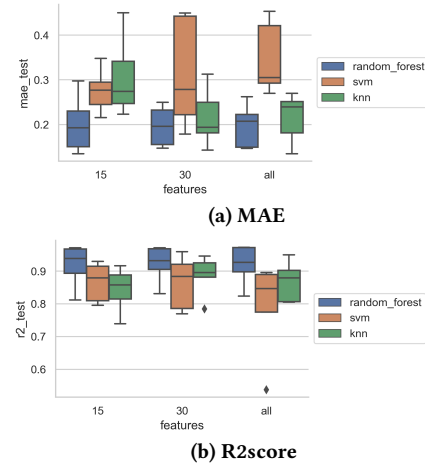 0.4
0.3
0.2
mae_test
15
30
all
features
random_forest
svm
knn
(a) MAE
0.9
0.8
0.7
0.6
r2_test
15
30
all
features
random_forest
svm
knn
(b) R2score